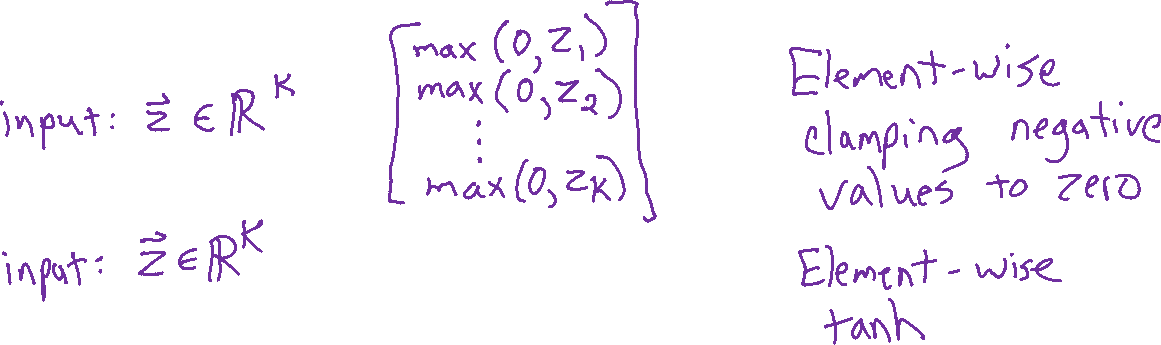 input: z⃗ ∈ ℝ^K
[max(0, z₁)
max(0, z₂)
⋮
max(0, z_K)]
Element-wise
clamping negative
values to zero
input: z⃗ ∈ ℝ^K
Element-wise
tanh